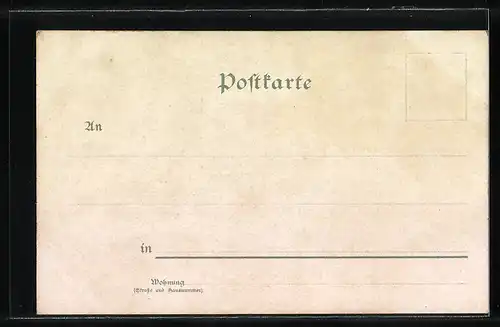 Postkarte
An
in
Wohnung
(Straße und Hausnummer)